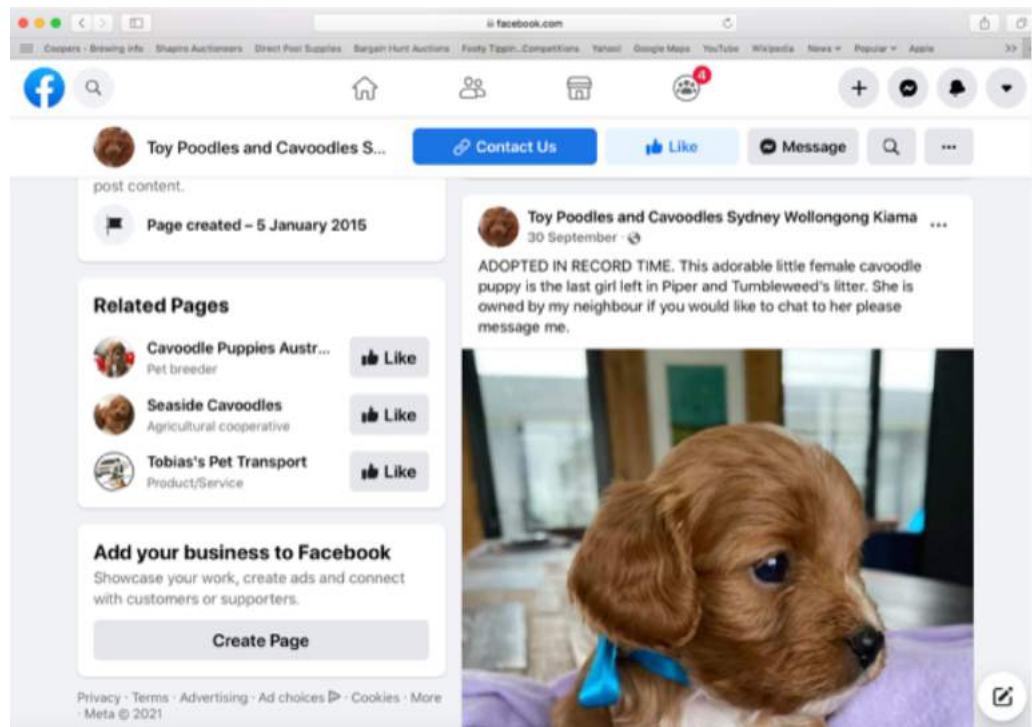 facebook.com
Coopers - Brewing info Shapiro Auctioneers Direct Pool Supplies Bargain Hunt Auctions Footy Tippin...Competitions Yahoo! Google Maps YouTube Wikipedia News Popular Apple
4
Toy Poodles and Cavoodles S...
Contact Us
Like
Message
post content.
Page created – 5 January 2015
Related Pages
Cavoodle Puppies Austr...
Pet breeder
Like
Seaside Cavoodles
Agricultural cooperative
Like
Tobias's Pet Transport
Product/Service
Like
Add your business to Facebook
Showcase your work, create ads and connect
with customers or supporters.
Create Page
Privacy · Terms · Advertising · Ad choices · Cookies · More
· Meta © 2021
Toy Poodles and Cavoodles Sydney Wollongong Kiama
30 September ·
ADOPTED IN RECORD TIME. This adorable little female cavoodle
puppy is the last girl left in Piper and Tumbleweed's litter. She is
owned by my neighbour if you would like to chat to her please
message me.